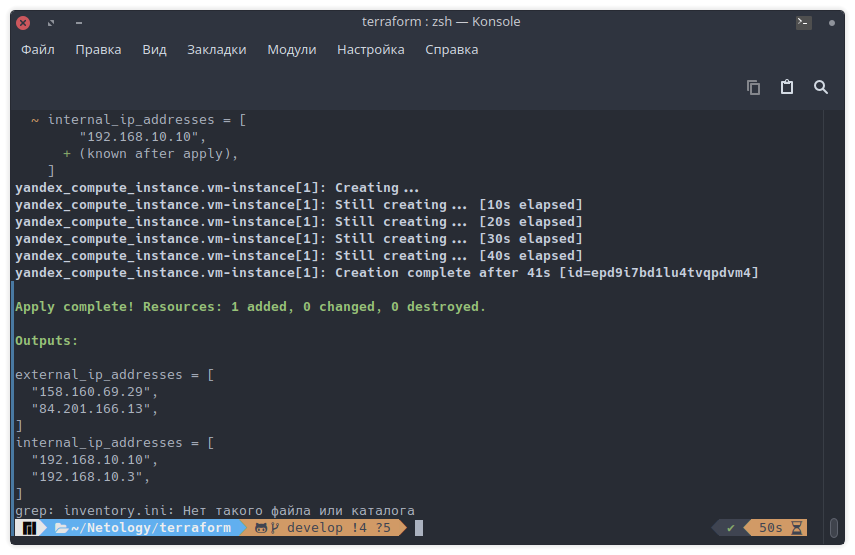 terraform : zsh — Konsole
Файл Правка Вид Закладки Модули Настройка Справка
~ internal_ip_addresses = [
"192.168.10.10",
+ (known after apply),
]
yandex_compute_instance.vm-instance[1]: Creating...
yandex_compute_instance.vm-instance[1]: Still creating... [10s elapsed]
yandex_compute_instance.vm-instance[1]: Still creating... [20s elapsed]
yandex_compute_instance.vm-instance[1]: Still creating... [30s elapsed]
yandex_compute_instance.vm-instance[1]: Still creating... [40s elapsed]
yandex_compute_instance.vm-instance[1]: Creation complete after 41s [id=epd9i7bd1lu4tvqpdvm4]
Apply complete! Resources: 1 added, 0 changed, 0 destroyed.
Outputs:
external_ip_addresses = [
"158.160.69.29",
"84.201.166.13",
]
internal_ip_addresses = [
"192.168.10.10",
"192.168.10.3",
]
grep: inventory.ini: Нет такого файла или каталога
~/Netology/terraform develop !4 ?5 ✔ 50s